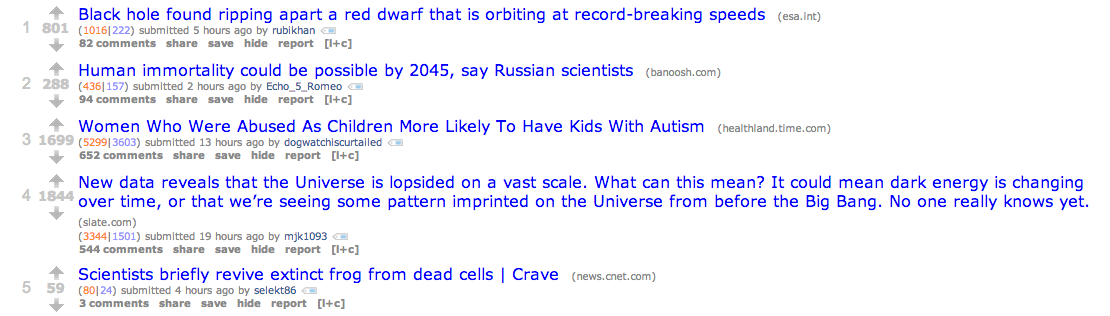 Black hole found ripping apart a red dwarf that is orbiting at record-breaking speeds (esa.int)
1 801 (1016|222) submitted 5 hours ago by rubikhan
82 comments share save hide report [l+c]
Human immortality could be possible by 2045, say Russian scientists (banoosh.com)
2 288 (436|157) submitted 2 hours ago by Echo_5_Romeo
94 comments share save hide report [l+c]
Women Who Were Abused As Children More Likely To Have Kids With Autism (healthland.time.com)
3 1699 (5299|3603) submitted 13 hours ago by dogwatchiscurtailed
652 comments share save hide report [l+c]
New data reveals that the Universe is lopsided on a vast scale. What can this mean? It could mean dark energy is changing
4 1844 over time, or that we’re seeing some pattern imprinted on the Universe from before the Big Bang. No one really knows yet.
(slate.com)
(3344|1501) submitted 19 hours ago by mjk1093
544 comments share save hide report [l+c]
Scientists briefly revive extinct frog from dead cells | Crave (news.cnet.com)
5 59 (80|24) submitted 4 hours ago by selekt86
3 comments share save hide report [l+c]